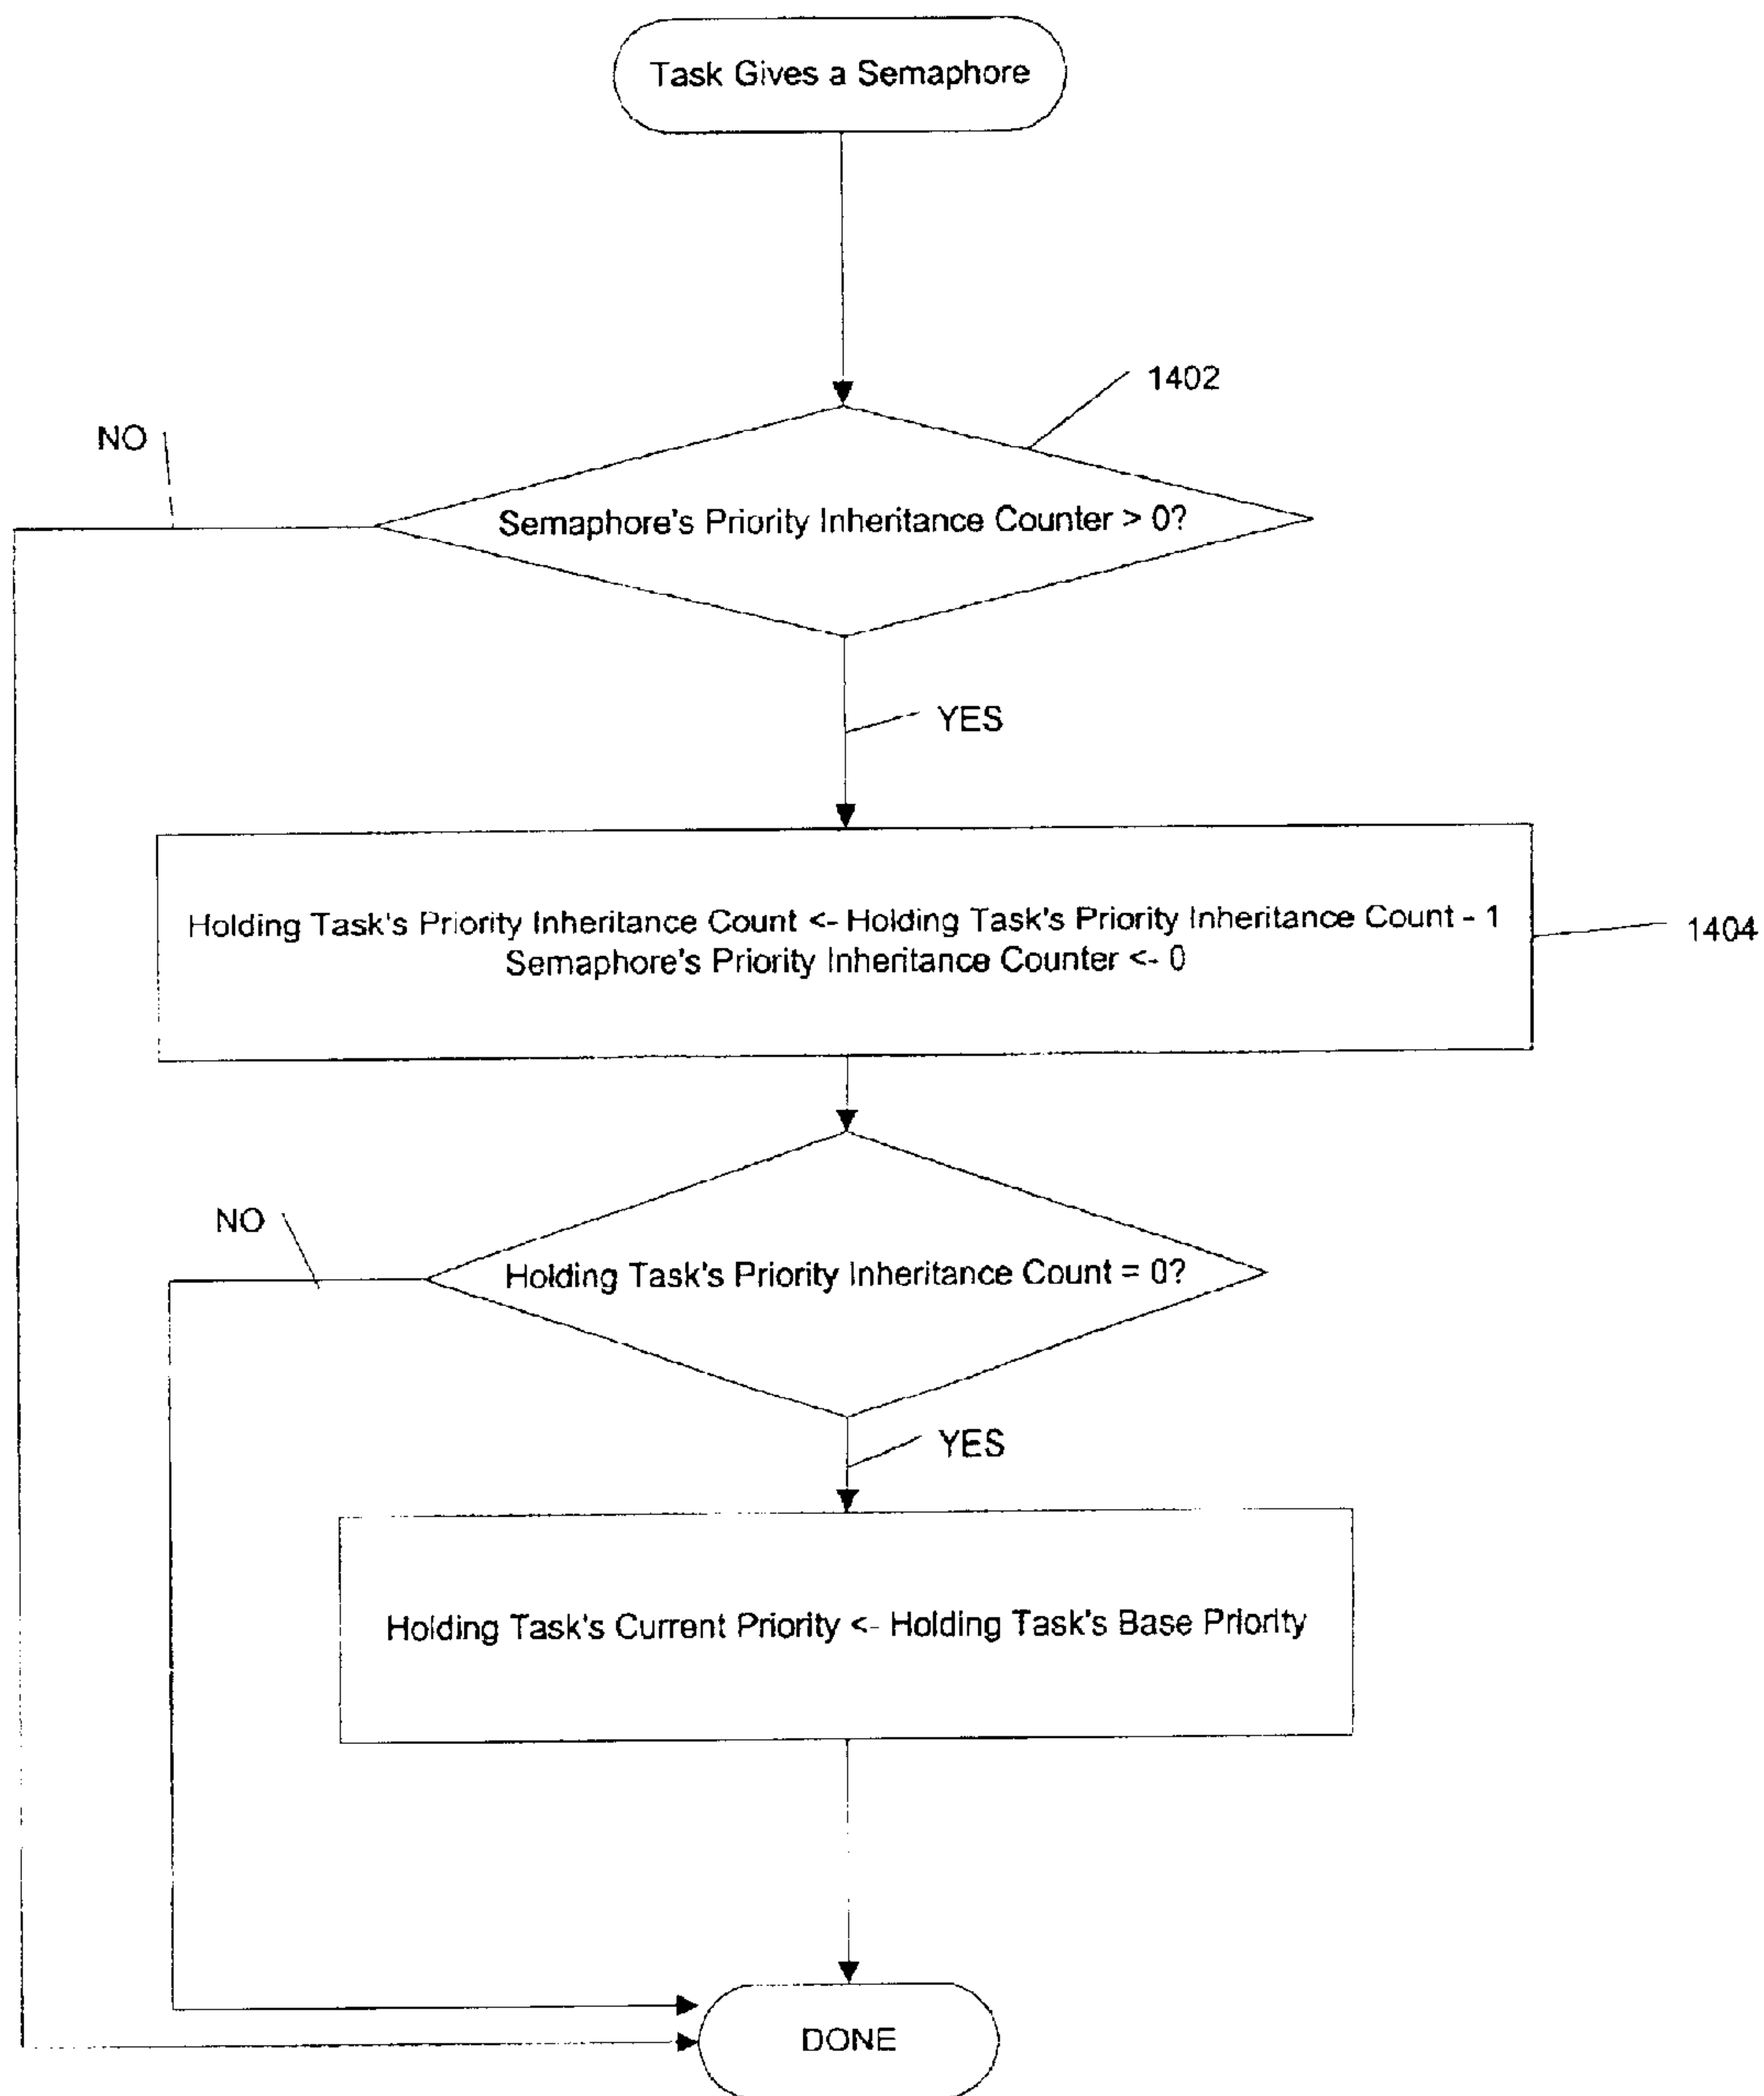 Task Gives a Semaphore
1402
NO
Semaphore's Priority Inheritance Counter > 0?
YES
Holding Task's Priority Inheritance Count <- Holding Task's Priority Inheritance Count - 1
Semaphore's Priority Inheritance Counter <- 0
1404
NO
Holding Task's Priority Inheritance Count = 0?
YES
Holding Task's Current Priority <- Holding Task's Base Priority
DONE